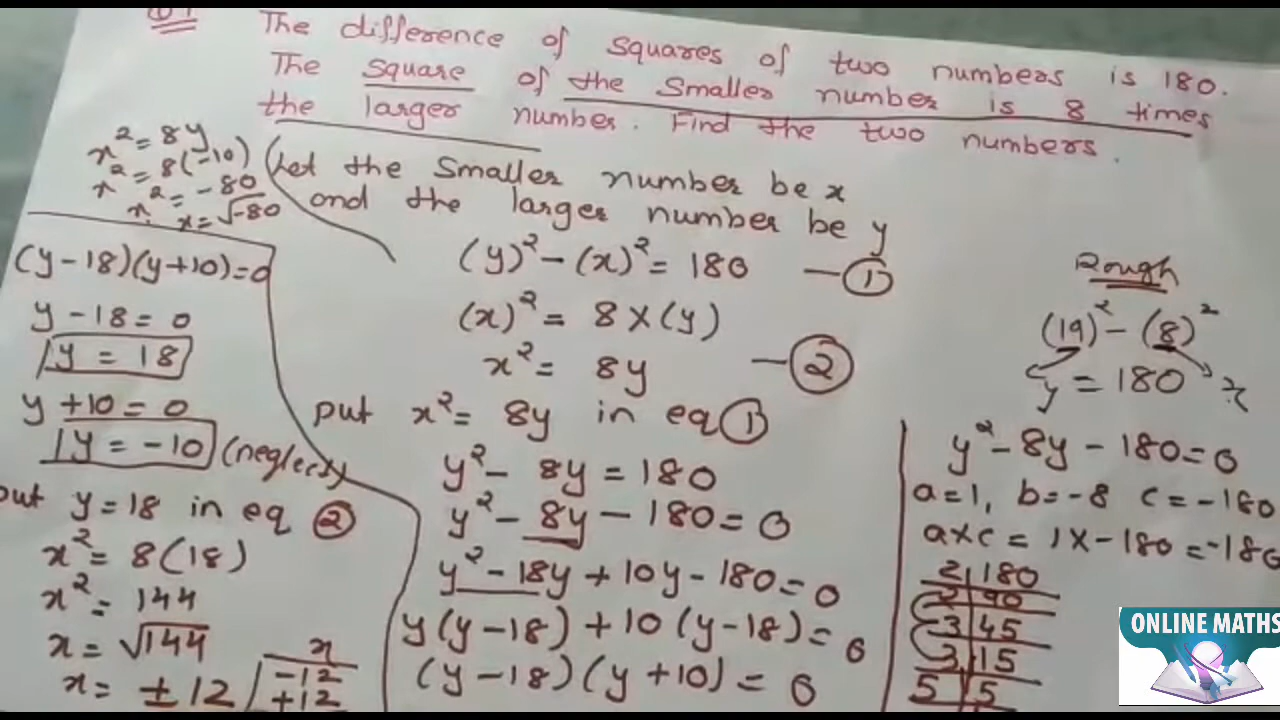 The difference of squares of two numbers is 180.
The square of the smaller number is 8 times
the larger number. Find the two numbers.
x² = 8y
x² = 8(-10)
x² = -80
x = √-80
Let the smaller number be x
and the larger number be y
(y)² - (x)² = 180 — ①
(x)² = 8 × (y)
x² = 8y — ②
put x² = 8y in eq ①
y² - 8y = 180
y² - 8y - 180 = 0
y² - 18y + 10y - 180 = 0
y(y - 18) + 10(y - 18) = 0
(y - 18)(y + 10) = 0
(y - 18)(y + 10) = 0
y - 18 = 0
y = 18
y + 10 = 0
y = -10 (neglect)
put y = 18 in eq ②
x² = 8(18)
x² = 144
x = √144
x = ± 12
x
-12
+12
Rough
(19)² - (8)²
y = 180 x
y² - 8y - 180 = 0
a = 1, b = -8 c = -180
a×c = 1×-180 = -180
2 | 180
2 | 90
3 | 45
3 | 15
5 | 5
ONLINE MATHS